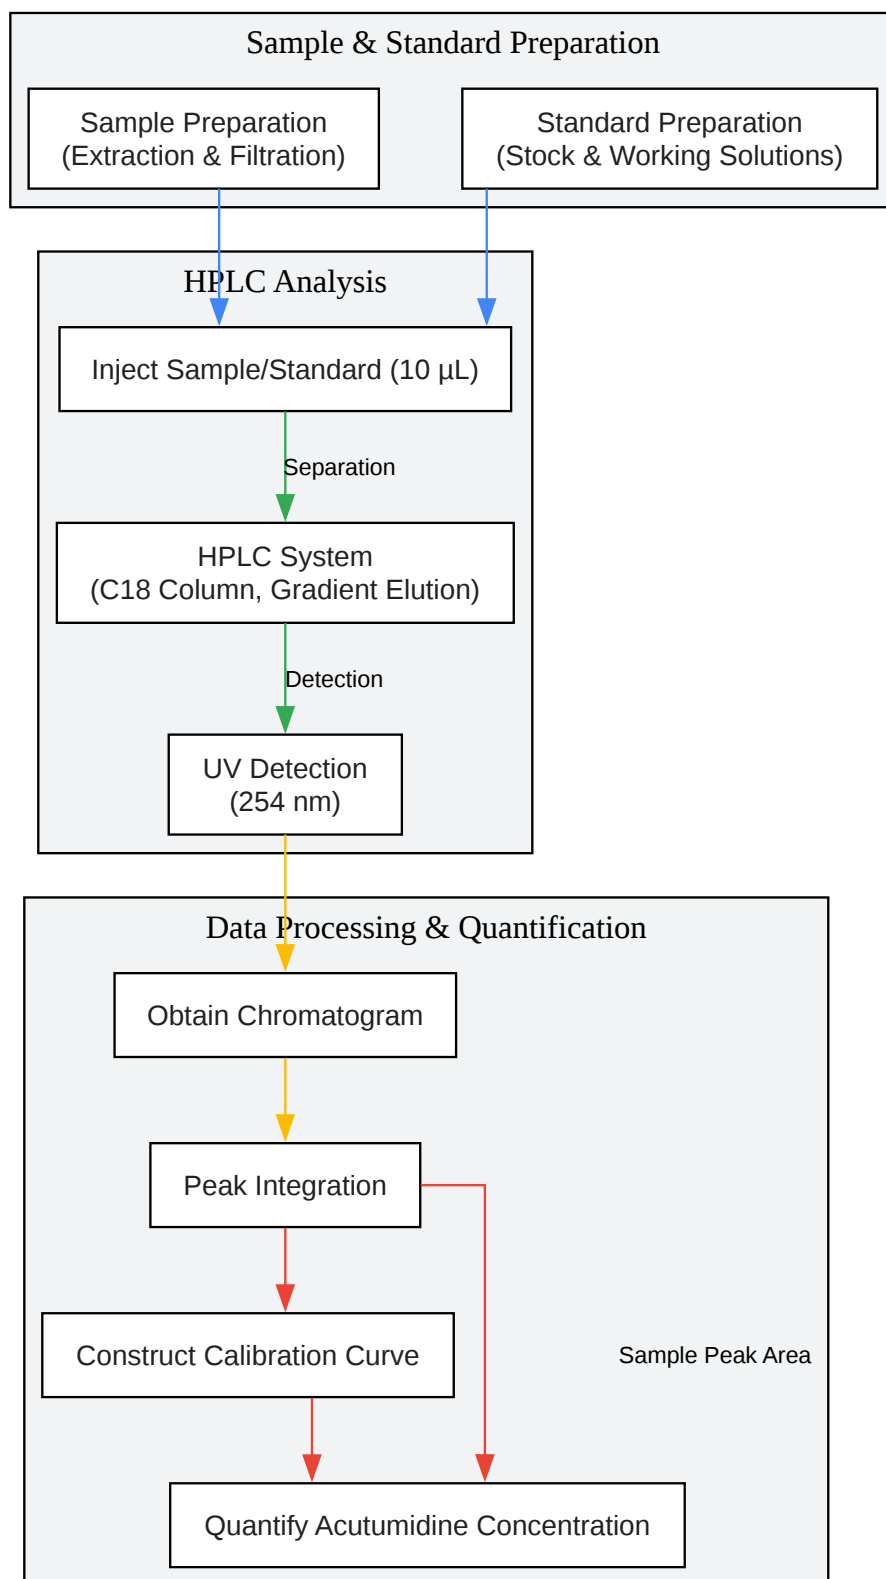 Sample & Standard Preparation
Sample Preparation
(Extraction & Filtration)
Standard Preparation
(Stock & Working Solutions)
HPLC Analysis
Inject Sample/Standard (10 µL)
Separation
HPLC System
(C18 Column, Gradient Elution)
Detection
UV Detection
(254 nm)
Data Processing & Quantification
Obtain Chromatogram
Peak Integration
Construct Calibration Curve
Sample Peak Area
Quantify Acutumidine Concentration